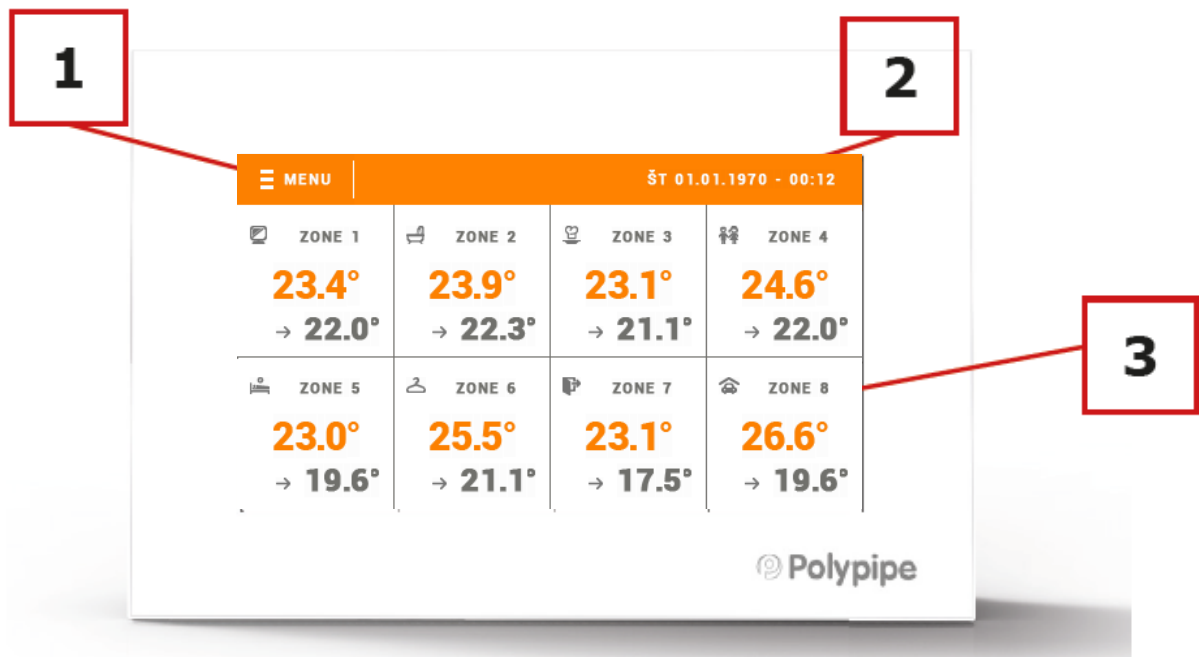 1
2
MENU
ŠT 01.01.1970 - 00:12
ZONE 1 ZONE 2 ZONE 3 ZONE 4
23.4° 23.9° 23.1° 24.6°
→ 22.0° → 22.3° → 21.1° → 22.0°
3
ZONE 5 ZONE 6 ZONE 7 ZONE 8
23.0° 25.5° 23.1° 26.6°
→ 19.6° → 21.1° → 17.5° → 19.6°
Polypipe